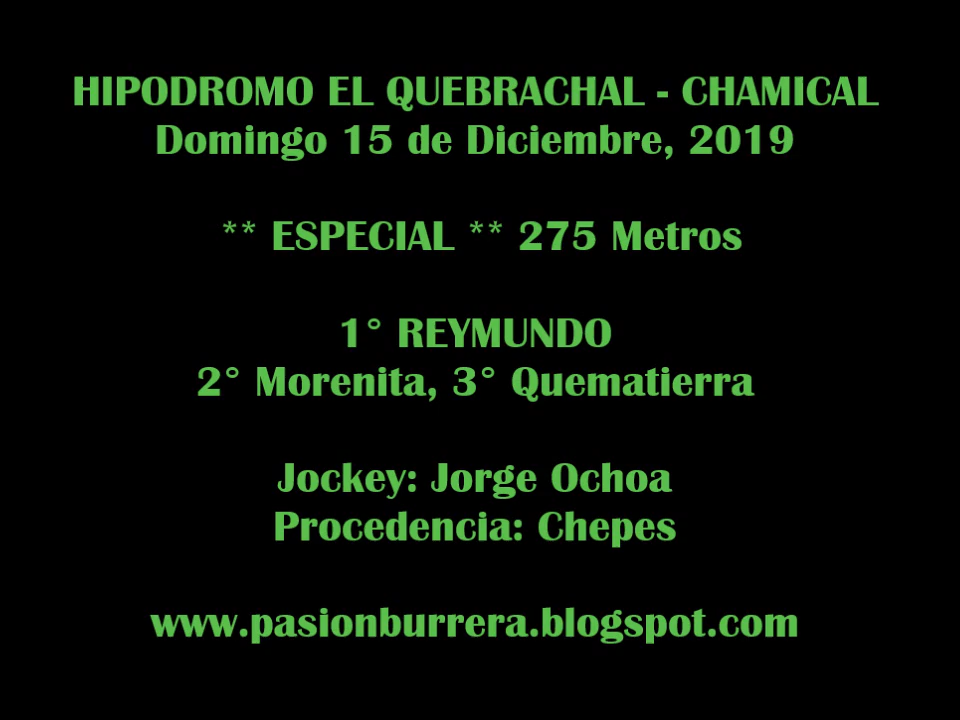 HIPODROMO EL QUEBRACHAL - CHAMICAL
Domingo 15 de Diciembre, 2019
** ESPECIAL ** 275 Metros
1° REYMUNDO
2° Morenita, 3° Quematierra
Jockey: Jorge Ochoa
Procedencia: Chepes
www.pasionburrera.blogspot.com